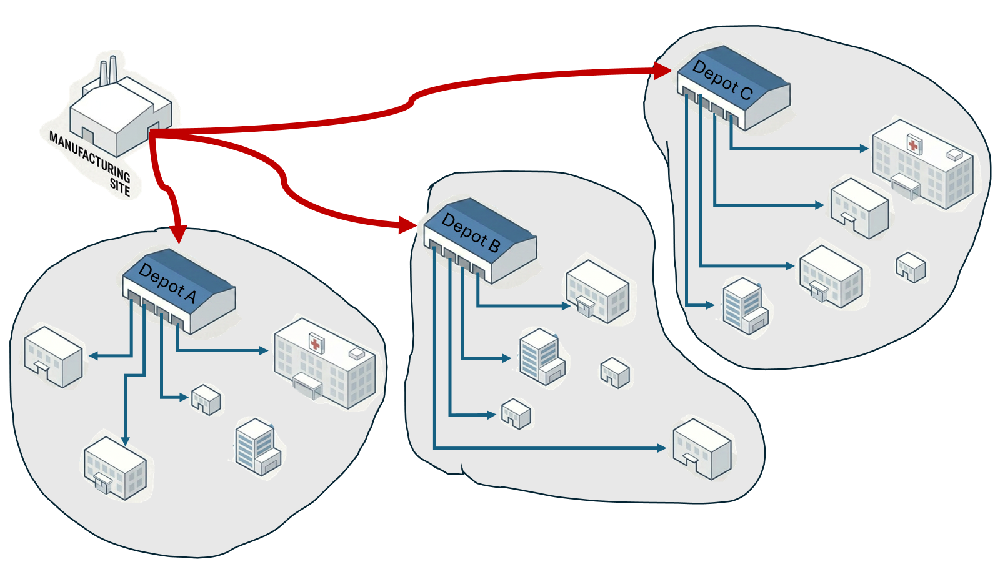 MANUFACTURING
SITE
Depot A
Depot B
Depot C